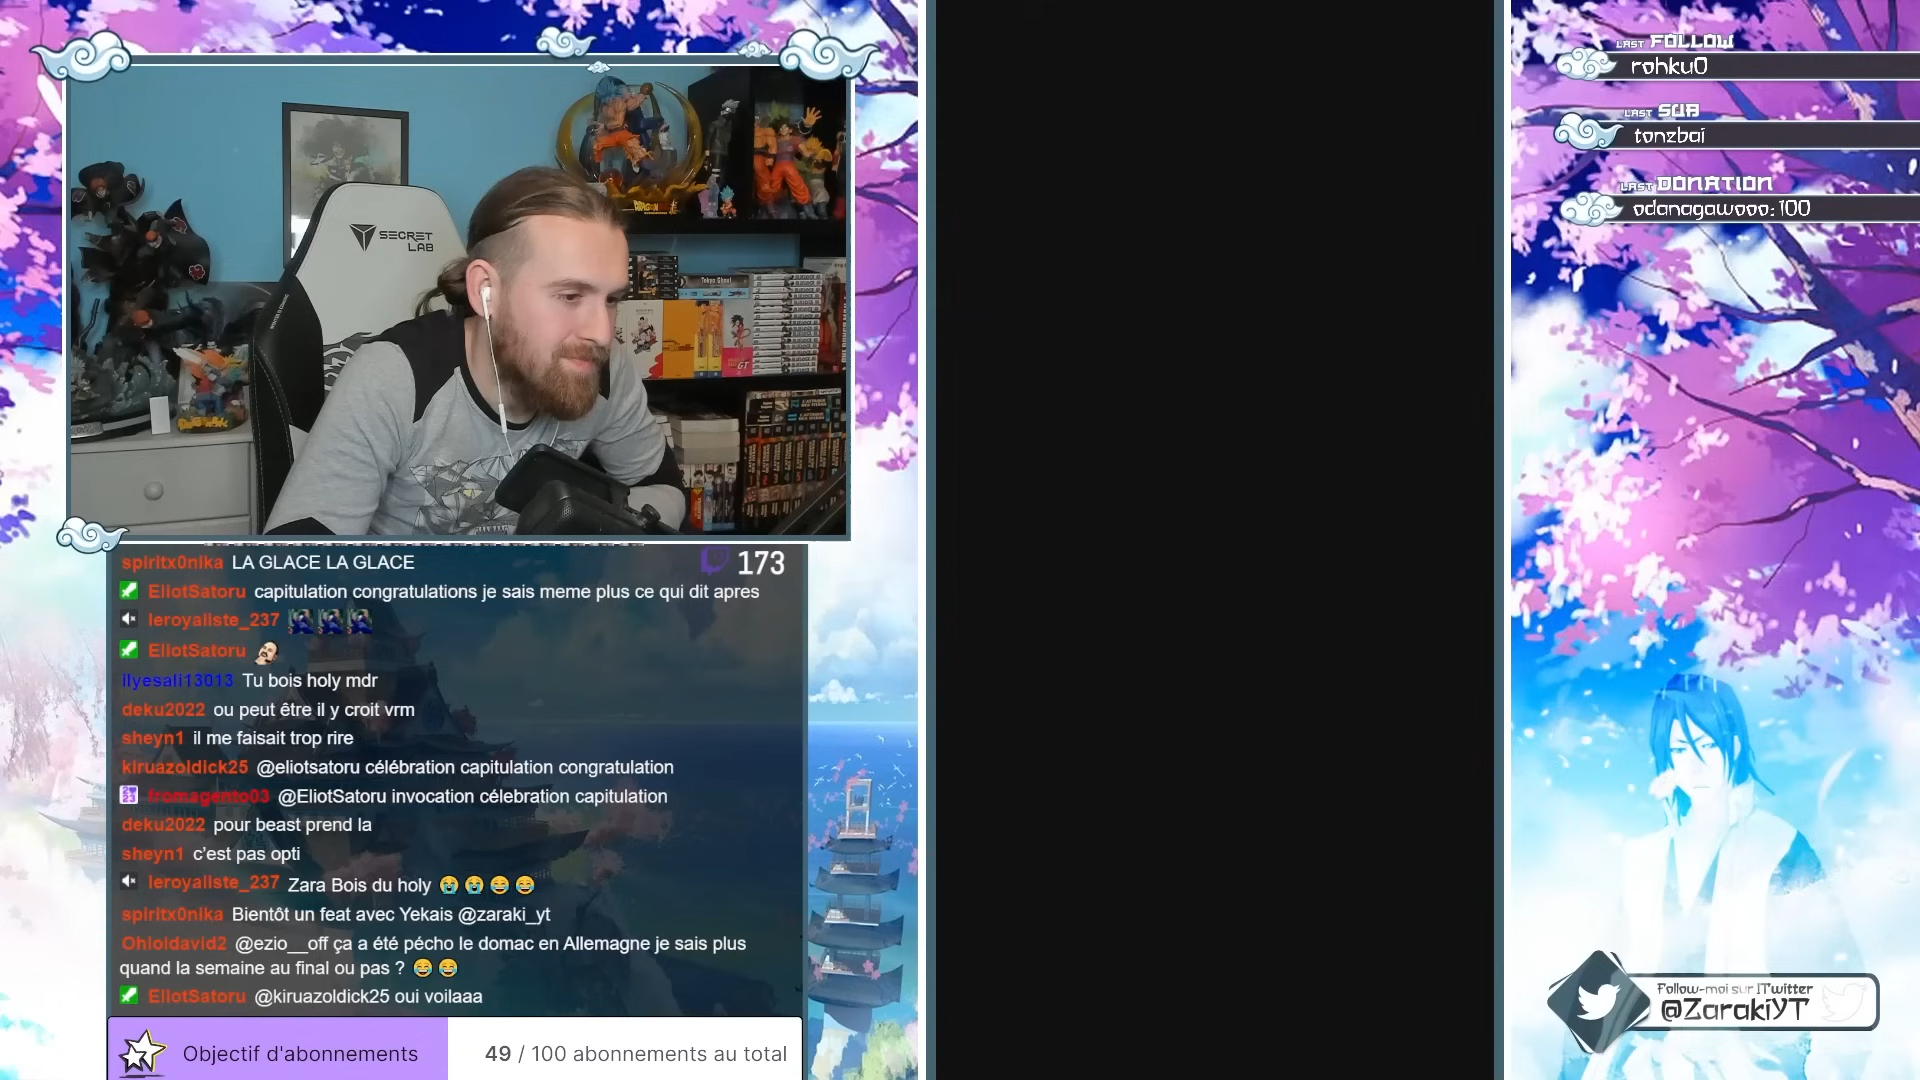 SECRET
LAB
Tokyo Ghoul
GT
spiritx0nika LA GLACE LA GLACE
173
EliotSatoru capitulation congratulations je sais meme plus ce qui dit apres
leroyaliste_237
EliotSatoru
ilyesali13013 Tu bois holy mdr
deku2022 ou peut être il y croit vrm
sheyn1 il me faisait trop rire
kiruazoldick25 @eliotsatoru célébration capitulation congratulation
fromagento03 @EliotSatoru invocation célebration capitulation
deku2022 pour beast prend la
sheyn1 c'est pas opti
leroyaliste_237 Zara Bois du holy 😭 😭 😂 😂
spiritx0nika Bientôt un feat avec Yekais @zaraki_yt
Ohloldavid2 @ezio__off ça a été pécho le domac en Allemagne je sais plus
quand la semaine au final ou pas ? 😂 😂
EliotSatoru @kiruazoldick25 oui voilaaa
Objectif d'abonnements
49 / 100 abonnements au total
LAST FOLLOW
rohku0
LAST SUB
tonzbai
LAST DONATION
odanagawooo: 100
Follow-moi sur Twitter
@ZarakiYT